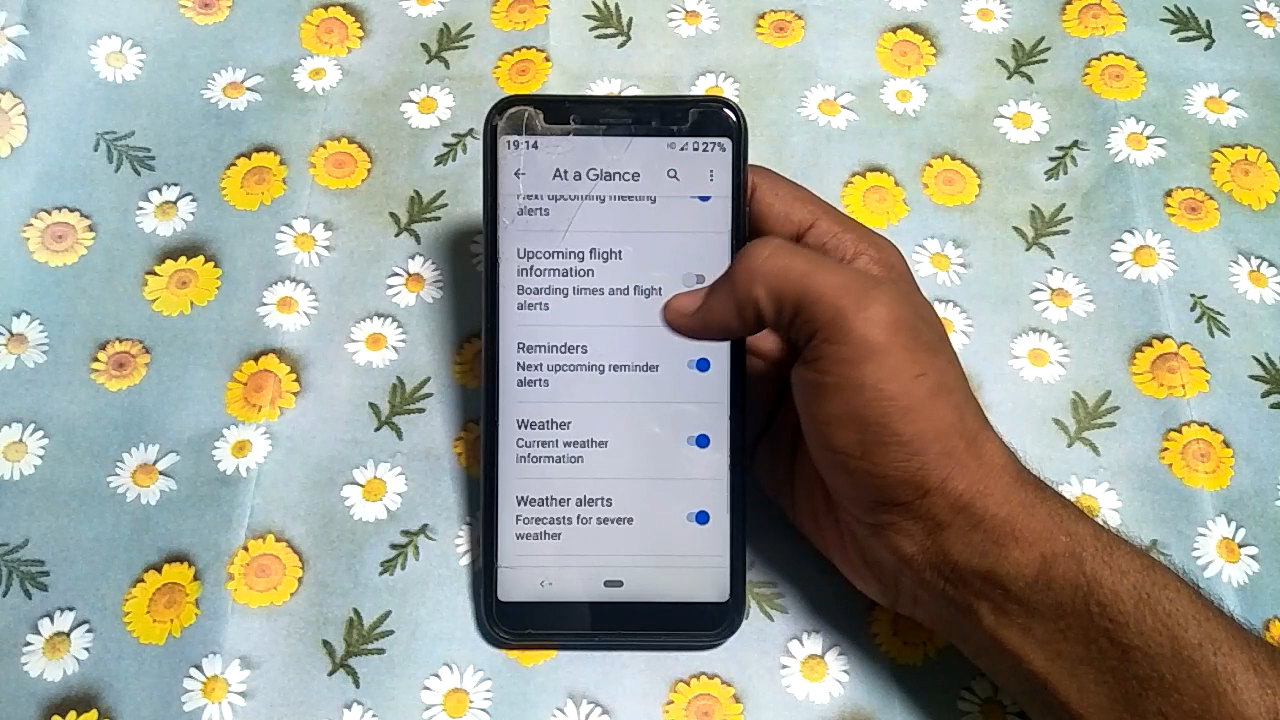 19:14 HD 27%
At a Glance
Next upcoming meeting
alerts
Upcoming flight
information
Boarding times and flight
alerts
Reminders
Next upcoming reminder
alerts
Weather
Current weather
information
Weather alerts
Forecasts for severe
weather